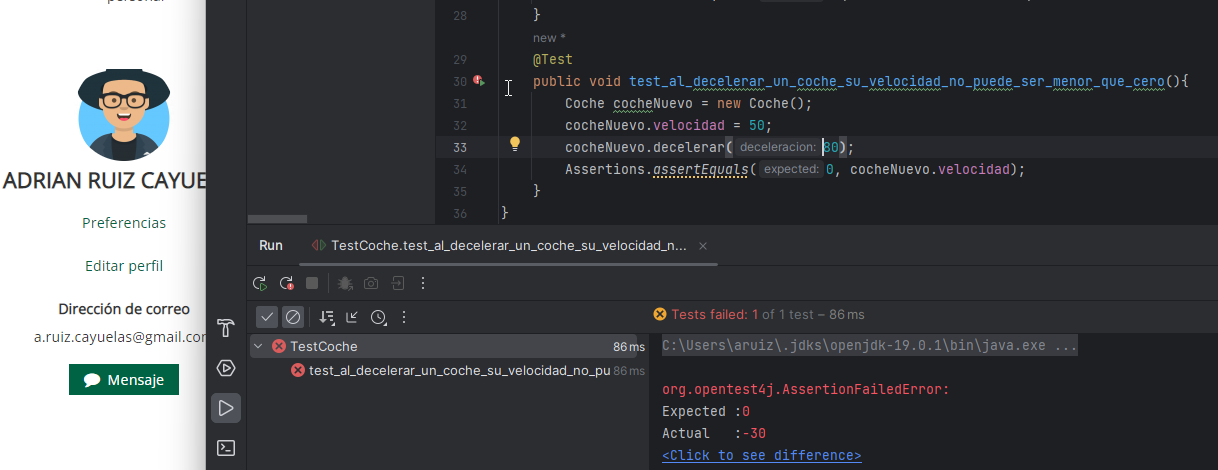 personal
ADRIAN RUIZ CAYUE
Preferencias
Editar perfil
Dirección de correo
a.ruiz.cayuelas@gmail.cor
Mensaje
28 }
new *
29 @Test
30 public void test_al_decelerar_un_coche_su_velocidad_no_puede_ser_menor_que_cero(){
31 Coche cocheNuevo = new Coche();
32 cocheNuevo.velocidad = 50;
33 cocheNuevo.decelerar( deceleracion: 80);
34 Assertions.assertEquals( expected: 0, cocheNuevo.velocidad);
35 }
36 }
Run TestCoche.test_al_decelerar_un_coche_su_velocidad_n... ×
Tests failed: 1 of 1 test – 86 ms
TestCoche 86 ms
test_al_decelerar_un_coche_su_velocidad_no_pu 86 ms
C:\Users\aruiz\.jdks\openjdk-19.0.1\bin\java.exe ...
org.opentest4j.AssertionFailedError:
Expected :0
Actual :-30
<Click to see difference>